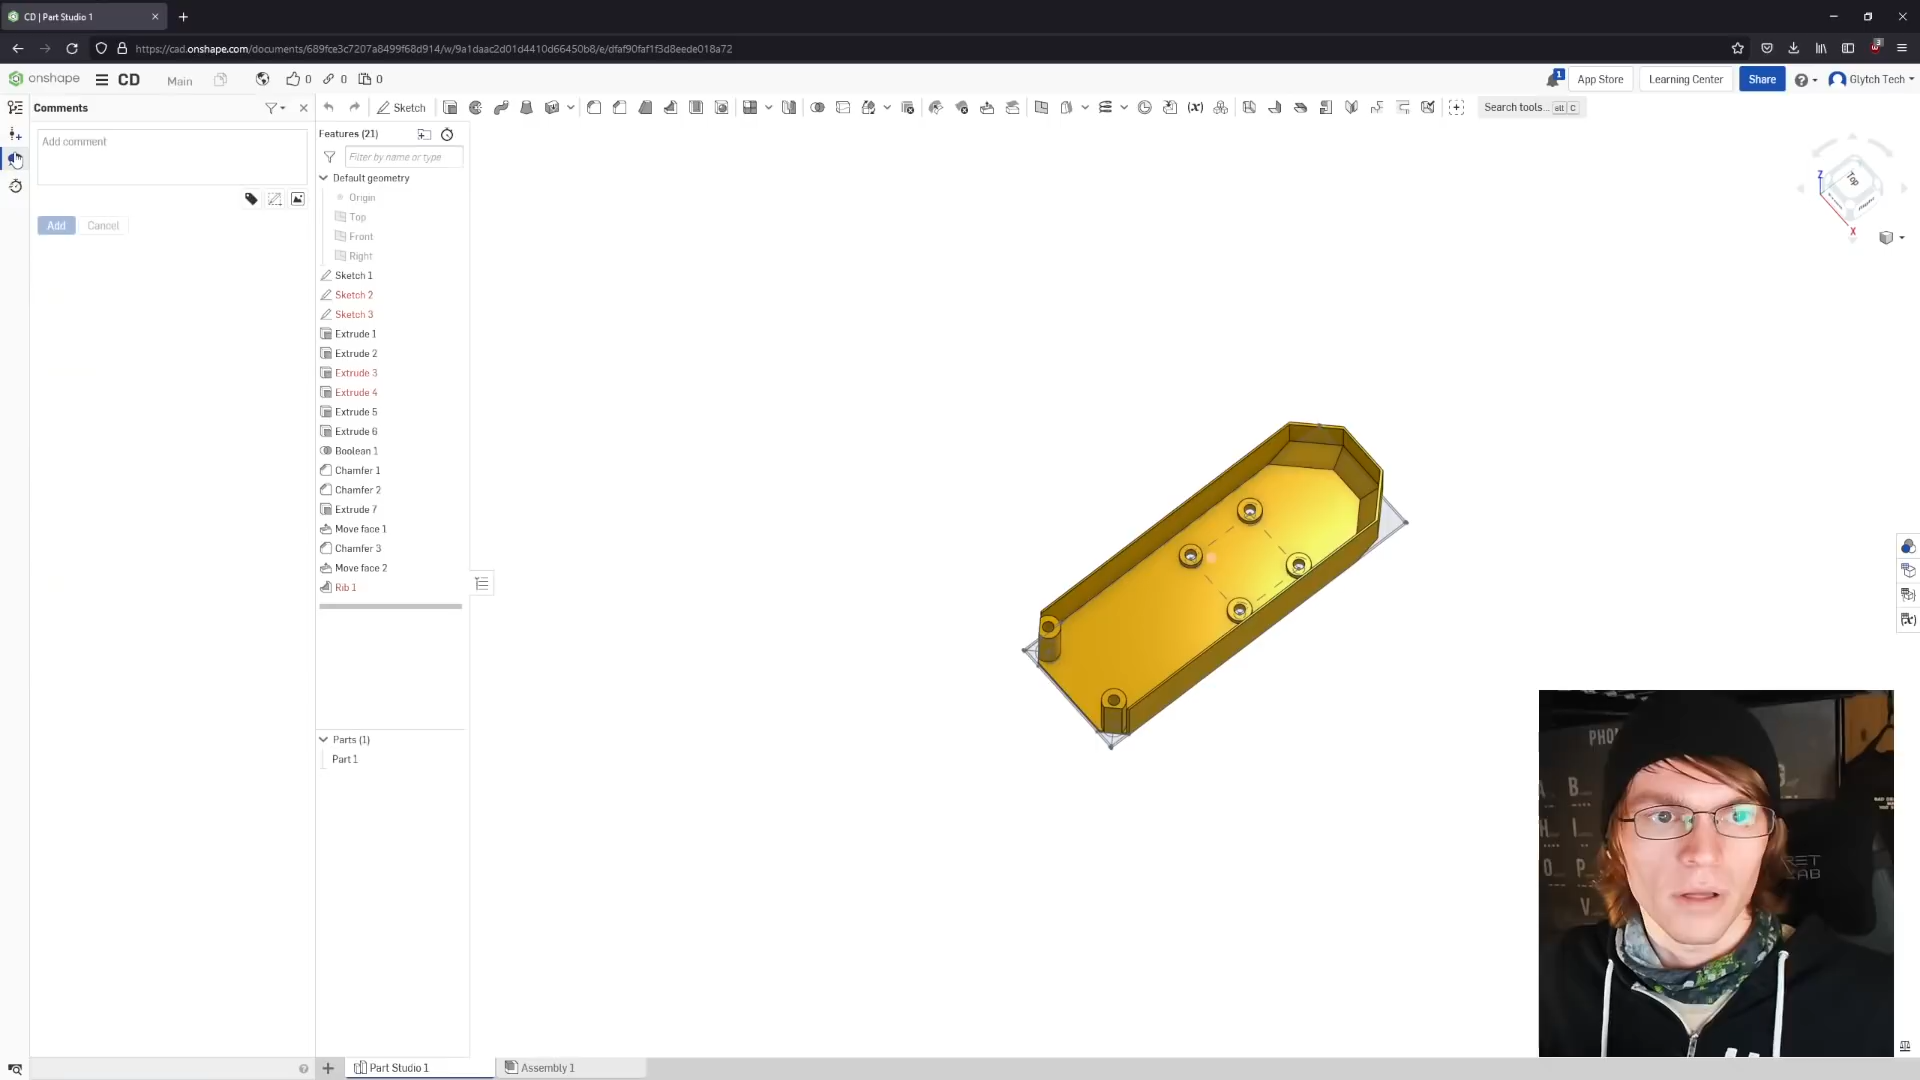 CD | Part Studio 1
https://cad.onshape.com/documents/689fce3c7207a8499f68d914/w/9a1daac2d01d4410d66450b8/e/dfaf90faf1f3d8eede018a72
3
onshape
CD
Main
0
0
0
1
App Store
Learning Center
Share
Glytch Tech
Comments
Sketch
Search tools...
alt
C
Add comment
Add
Cancel
Features (21)
Filter by name or type
Default geometry
Origin
Top
Front
Right
Sketch 1
Sketch 2
Sketch 3
Extrude 1
Extrude 2
Extrude 3
Extrude 4
Extrude 5
Extrude 6
Boolean 1
Chamfer 1
Chamfer 2
Extrude 7
Move face 1
Chamfer 3
Move face 2
Rib 1
Parts (1)
Part 1
Z
Top
X
PHO
B
H I
O P
V
Part Studio 1
Assembly 1